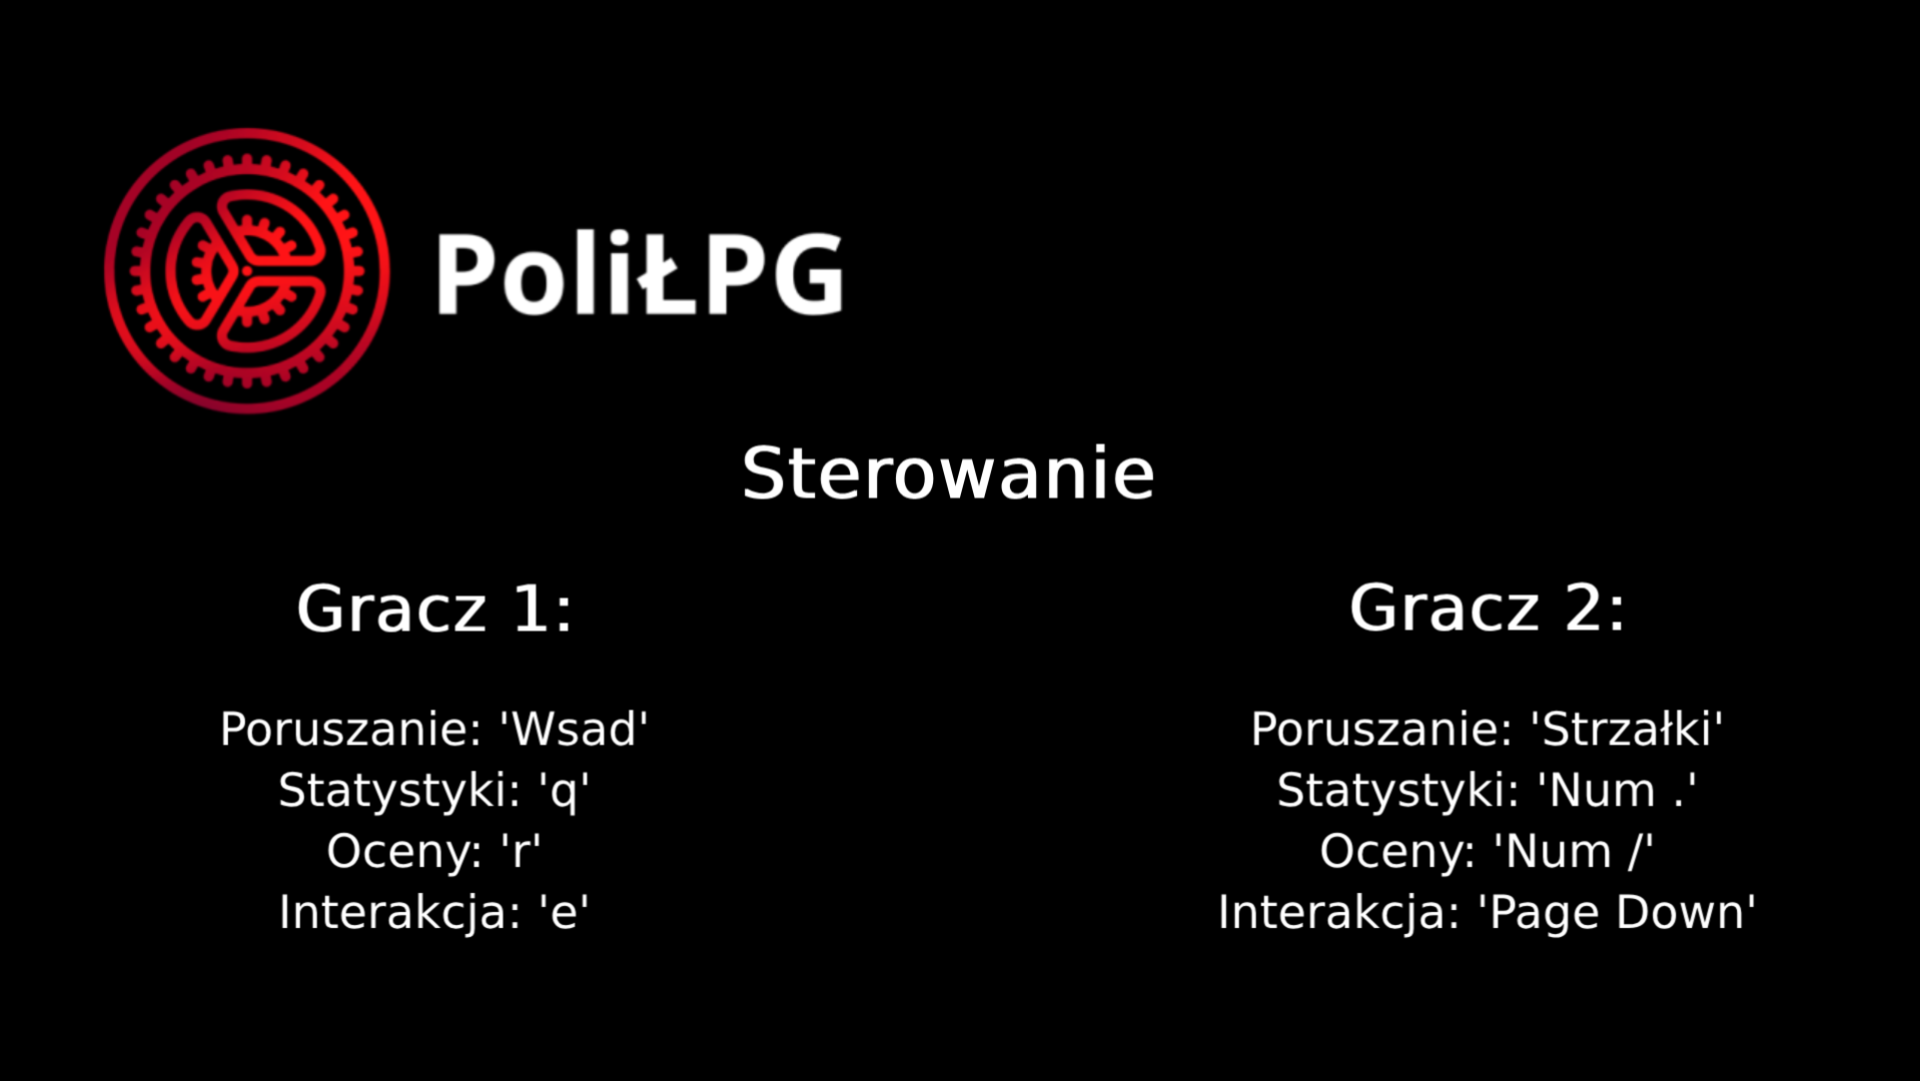 PoliŁPG
Sterowanie
Gracz 1:
Poruszanie: 'Wsad'
Statystyki: 'q'
Oceny: 'r'
Interakcja: 'e'
Gracz 2:
Poruszanie: 'Strzałki'
Statystyki: 'Num .'
Oceny: 'Num /'
Interakcja: 'Page Down'